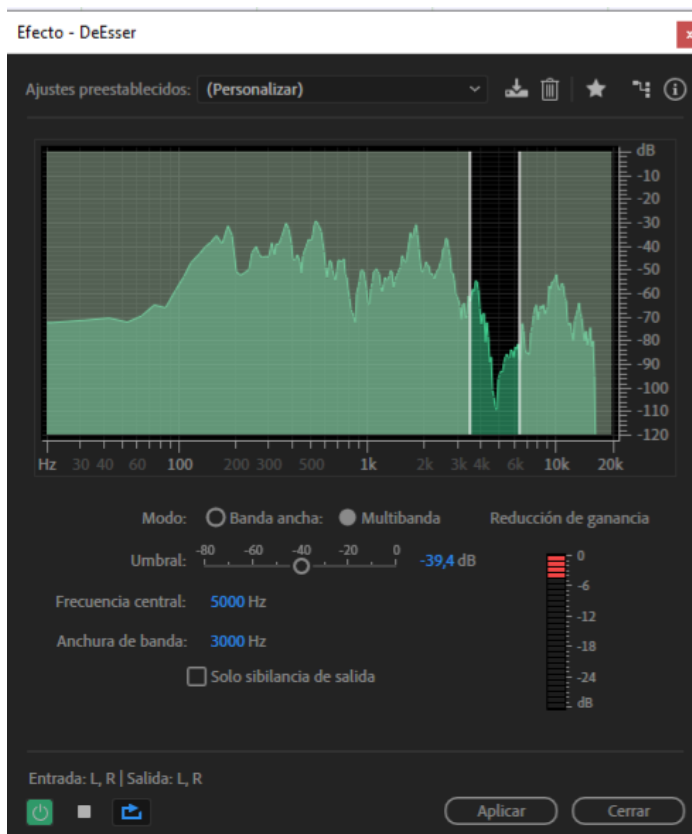 Efecto - DeEsser
Ajustes preestablecidos: (Personalizar)
dB
-10
-20
-30
-40
-50
-60
-70
-80
-90
-100
-110
-120
Hz 30 40 60 100 200 300 500 1k 2k 3k 4k 6k 10k 20k
Modo: Banda ancha: Multibanda Reducción de ganancia
-80 -60 -40 -20 0
Umbral: -39,4 dB
Frecuencia central: 5000 Hz
Anchura de banda: 3000 Hz
Solo sibilancia de salida
0
-6
-12
-18
-24
dB
Entrada: L, R | Salida: L, R
Aplicar Cerrar